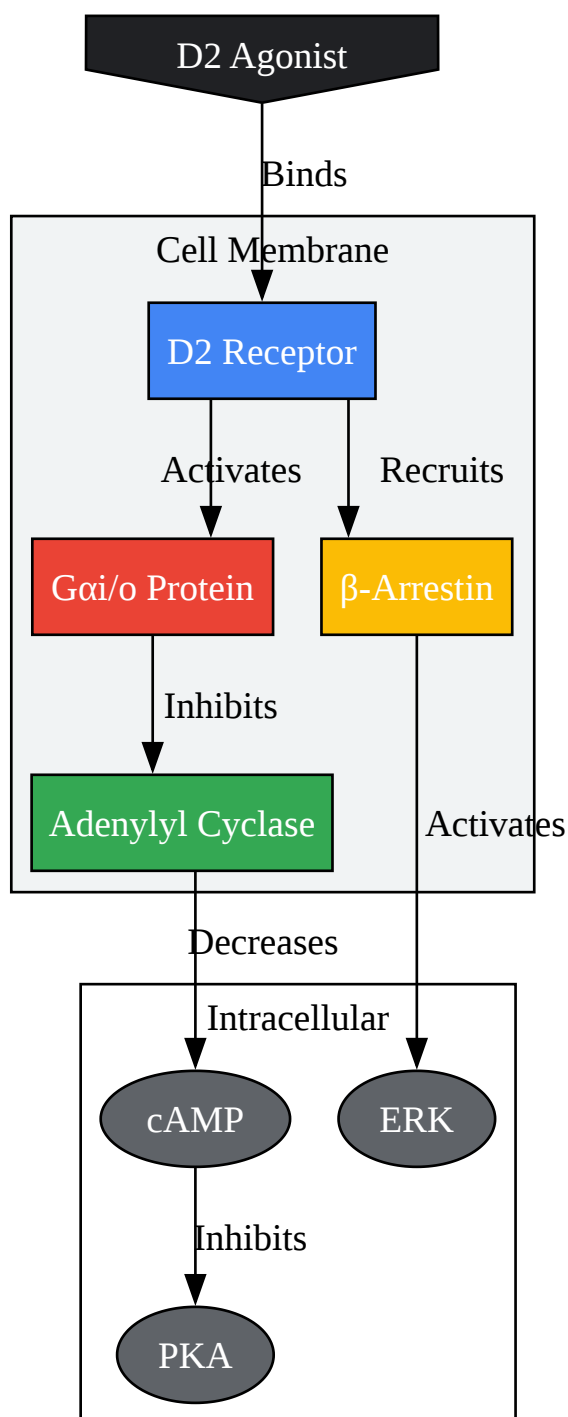 D2 Agonist
Binds
Cell Membrane
D2 Receptor
Activates
Recruits
Gαi/o Protein
β-Arrestin
Inhibits
Adenylyl Cyclase
Activates
Decreases
Intracellular
cAMP
ERK
Inhibits
PKA